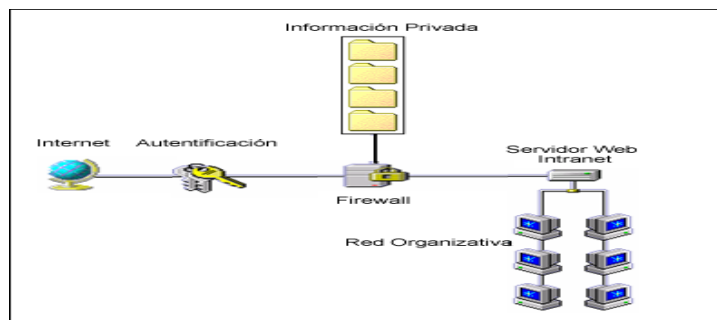 Información Privada
Internet
Autentificación
Servidor Web
Intranet
Firewall
Red Organizativa